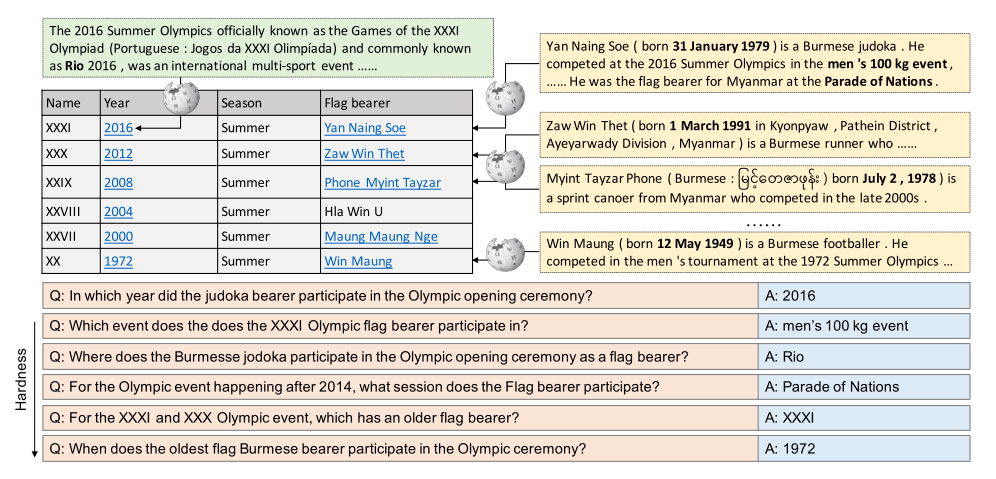 The 2016 Summer Olympics officially known as the Games of the XXXI
Olympiad (Portuguese : Jogos da XXXI Olimpíada) and commonly known
as Rio 2016 , was an international multi-sport event ......
Name Year Season Flag bearer
XXXI 2016 Summer Yan Naing Soe
XXX 2012 Summer Zaw Win Thet
XXIX 2008 Summer Phone Myint Tayzar
XXVIII 2004 Summer Hla Win U
XXVII 2000 Summer Maung Maung Nge
XX 1972 Summer Win Maung
Yan Naing Soe ( born 31 January 1979 ) is a Burmese judoka . He
competed at the 2016 Summer Olympics in the men 's 100 kg event ,
...... He was the flag bearer for Myanmar at the Parade of Nations .
Zaw Win Thet ( born 1 March 1991 in Kyonpyaw , Pathein District ,
Ayeyarwady Division , Myanmar ) is a Burmese runner who ......
Myint Tayzar Phone ( Burmese : မြင့်တေဇာဖုန်း ) born July 2 , 1978 ) is
a sprint canoer from Myanmar who competed in the late 2000s .
......
Win Maung ( born 12 May 1949 ) is a Burmese footballer . He
competed in the men 's tournament at the 1972 Summer Olympics ...
Q: In which year did the judoka bearer participate in the Olympic opening ceremony? A: 2016
Q: Which event does the does the XXXI Olympic flag bearer participate in? A: men's 100 kg event
Q: Where does the Burmesse jodoka participate in the Olympic opening ceremony as a flag bearer? A: Rio
Q: For the Olympic event happening after 2014, what session does the Flag bearer participate? A: Parade of Nations
Q: For the XXXI and XXX Olympic event, which has an older flag bearer? A: XXXI
Q: When does the oldest flag Burmese bearer participate in the Olympic ceremony? A: 1972
Hardness